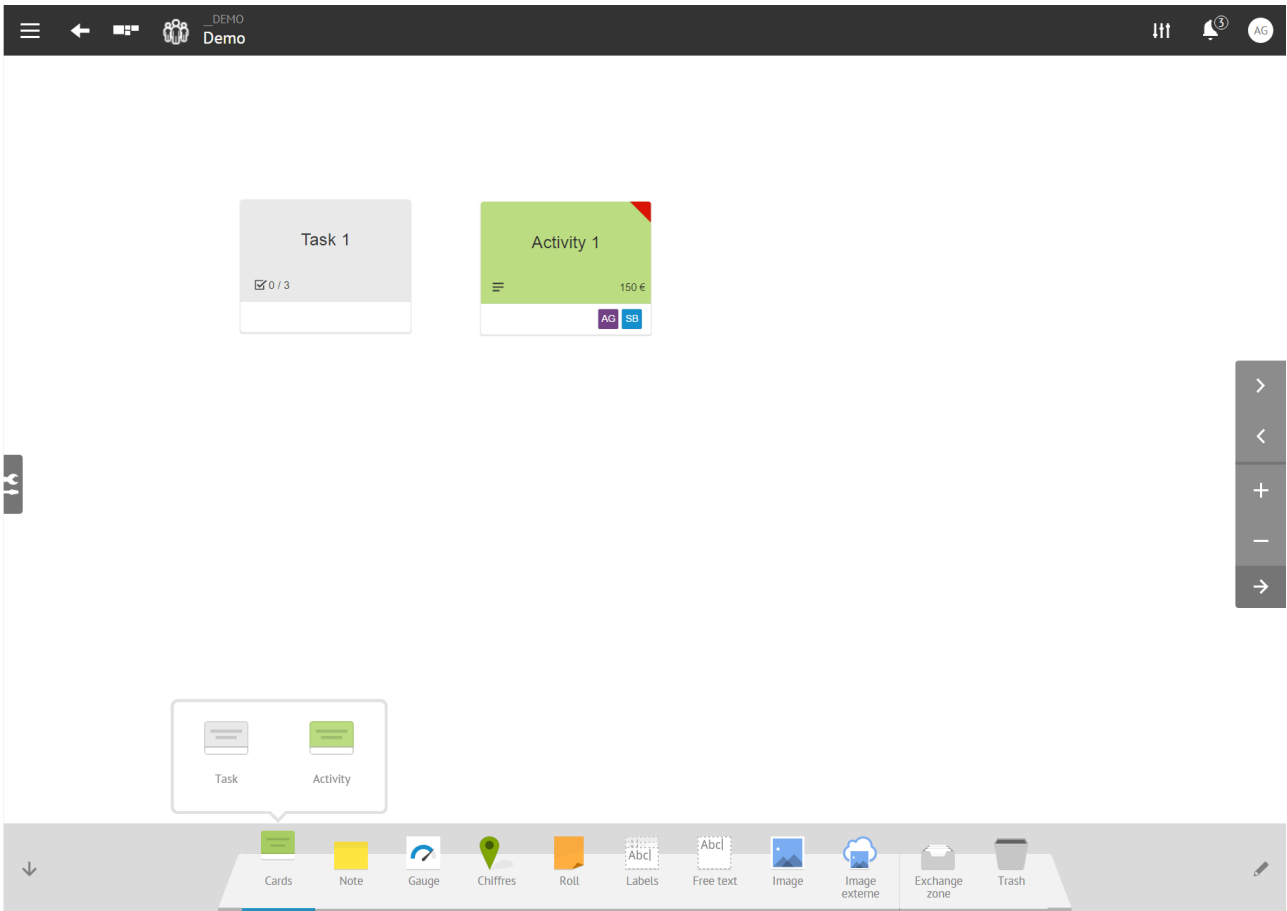 __DEMO
Demo
3
AG
Task 1
0 / 3
Activity 1
150 €
AG SB
Task Activity
Abc
Abc
Cards Note Gauge Chiffres Roll Labels Free text Image Image externe Exchange zone Trash